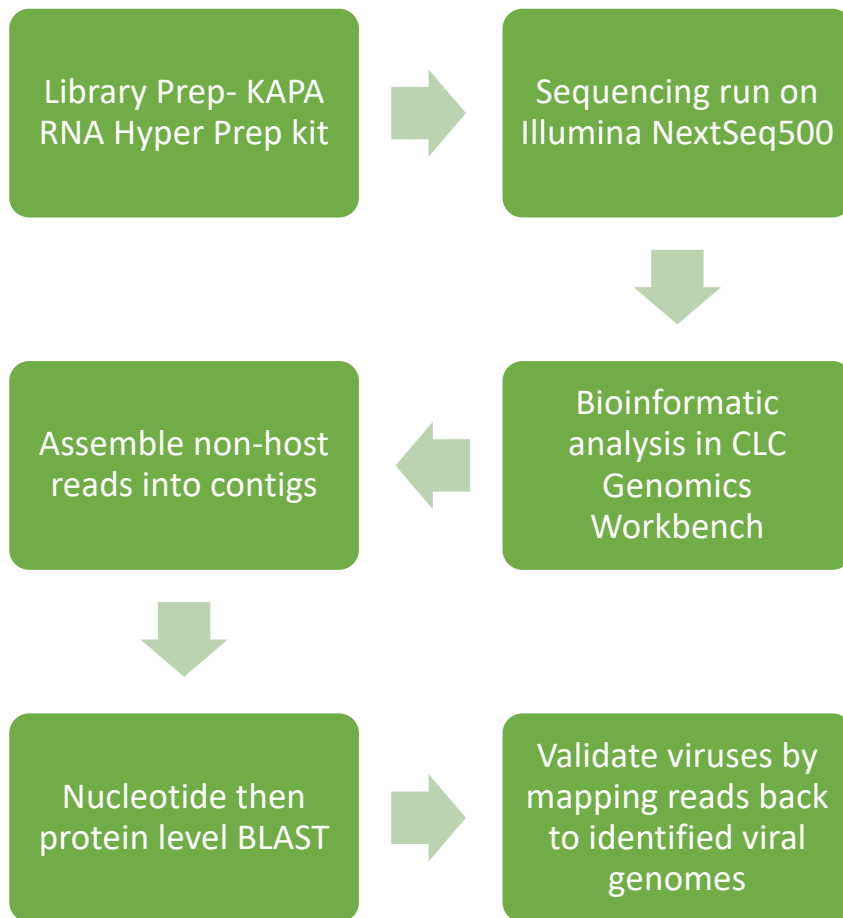 Library Prep- KAPA
RNA Hyper Prep kit
Sequencing run on
Illumina NextSeq500
Bioinformatic
analysis in CLC
Genomics
Workbench
Assemble non-host
reads into contigs
Nucleotide then
protein level BLAST
Validate viruses by
mapping reads back
to identified viral
genomes